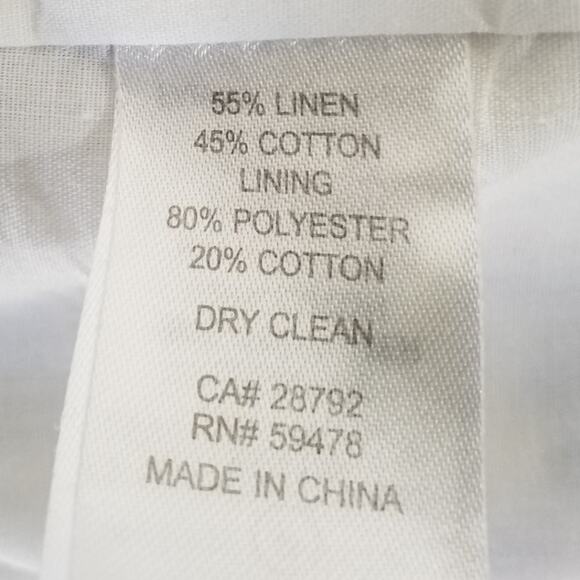 55% LINEN
45% COTTON
LINING
80% POLYESTER
20% COTTON
DRY CLEAN
CA# 28792
RN# 59478
MADE IN CHINA